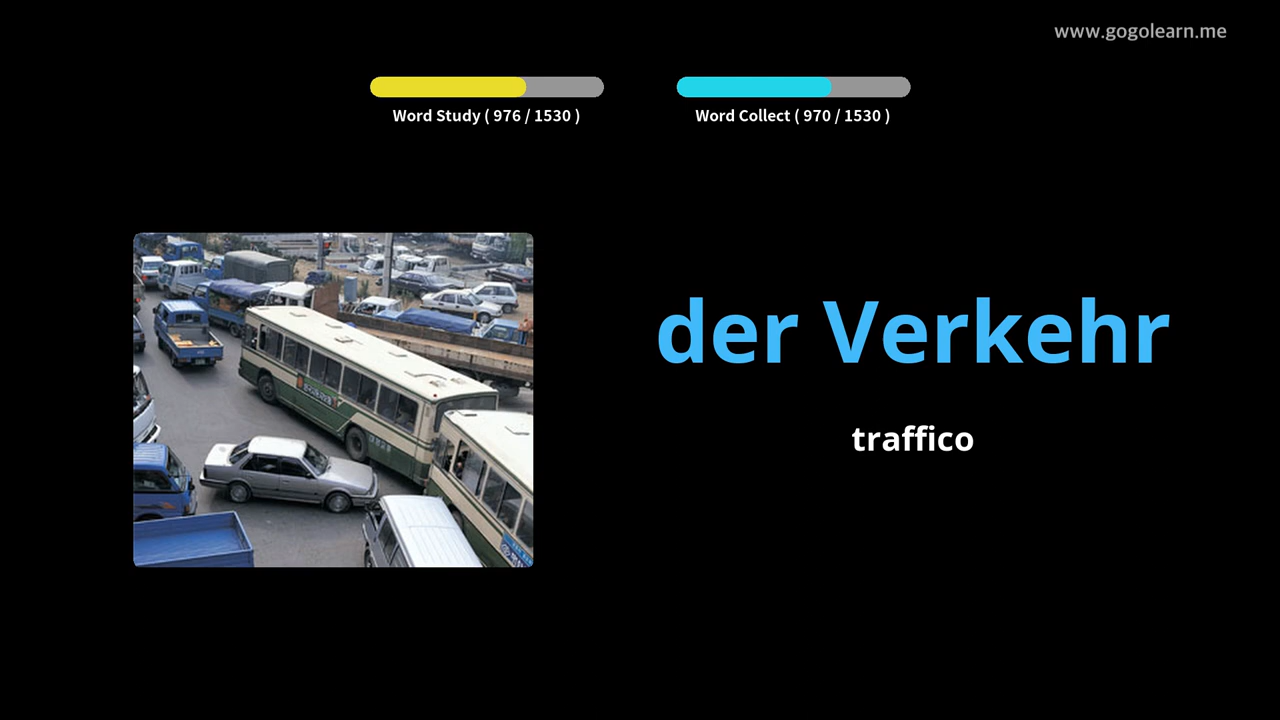 www.gogolearn.me
Word Study ( 976 / 1530 )
Word Collect ( 970 / 1530 )
der Verkehr
traffico